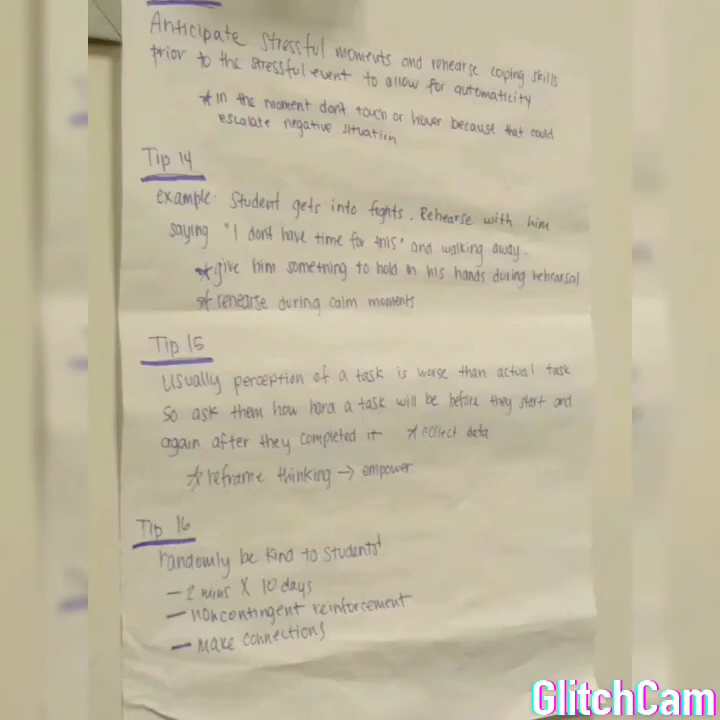 Anticipate stressful moments and rehearse coping skills
prior to the stressful event to allow for automaticity
* in the moment dont touch or hover because that could
escalate negative situation
Tip 14
example: Student gets into fights. Rehearse with him
saying "I dont have time for this" and walking away.
* give him something to hold in his hands during rehearsal
* rehearse during calm moments
Tip 15
Usually perception of a task is worse than actual task
So ask them how hard a task will be before they start and
again after they completed it * collect data
* reframe thinking → empower
Tip 16
randomly be kind to students!
- 2 mins X 10 days
- noncontingent reinforcement
- make connections
GlitchCam